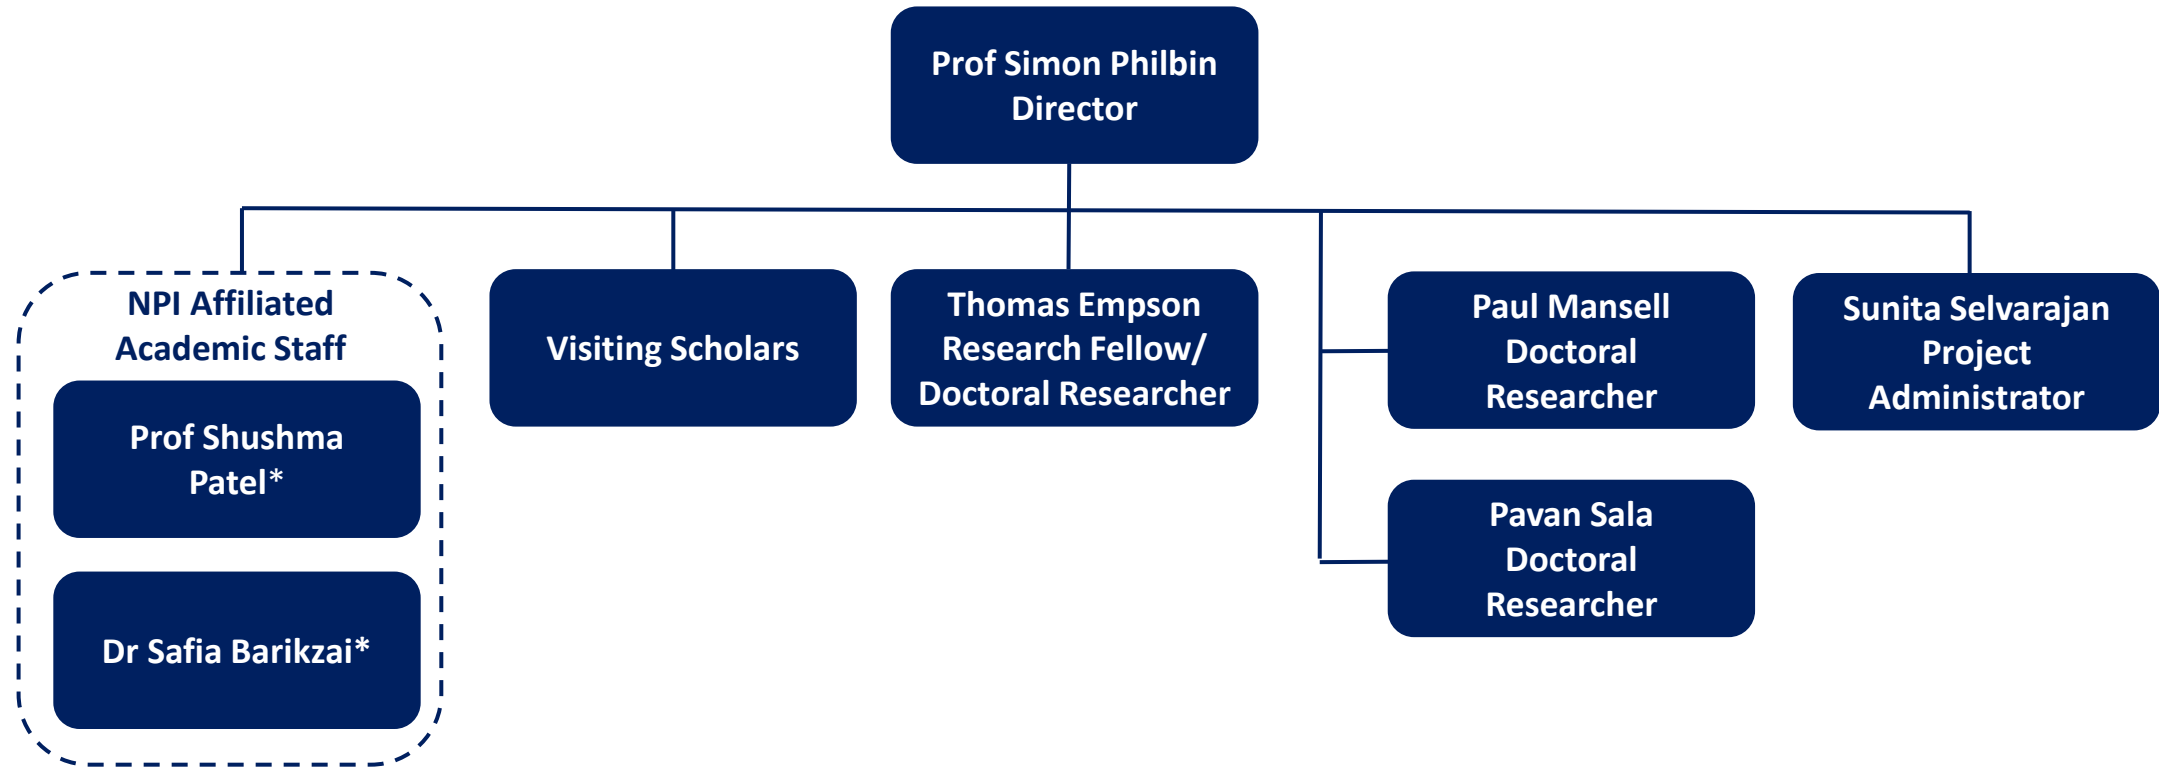 Prof Simon Philbin
Director
NPI Affiliated
Academic Staff
Prof Shushma
Patel*
Dr Safia Barikzai*
Visiting Scholars
Thomas Empson
Research Fellow/
Doctoral Researcher
Paul Mansell
Doctoral
Researcher
Pavan Sala
Doctoral
Researcher
Sunita Selvarajan
Project
Administrator